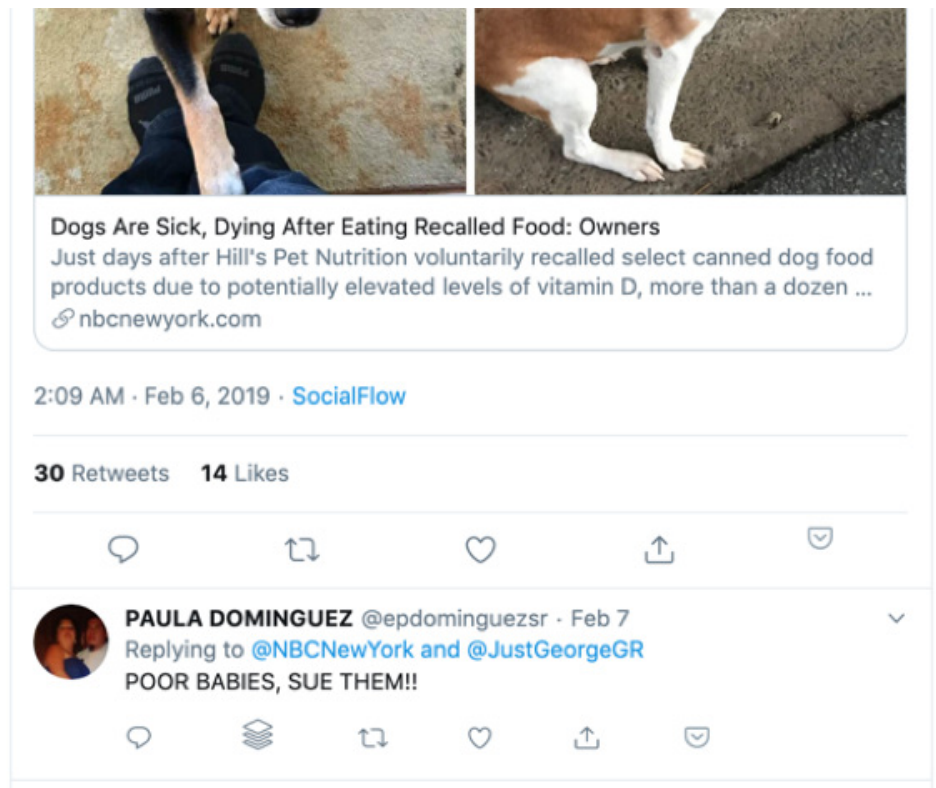 PUMA
PUMA
Dogs Are Sick, Dying After Eating Recalled Food: Owners
Just days after Hill's Pet Nutrition voluntarily recalled select canned dog food
products due to potentially elevated levels of vitamin D, more than a dozen ...
nbcnewyork.com
2:09 AM · Feb 6, 2019 · SocialFlow
30 Retweets 14 Likes
PAULA DOMINGUEZ @epdominguezsr · Feb 7
Replying to @NBCNewYork and @JustGeorgeGR
POOR BABIES, SUE THEM!!